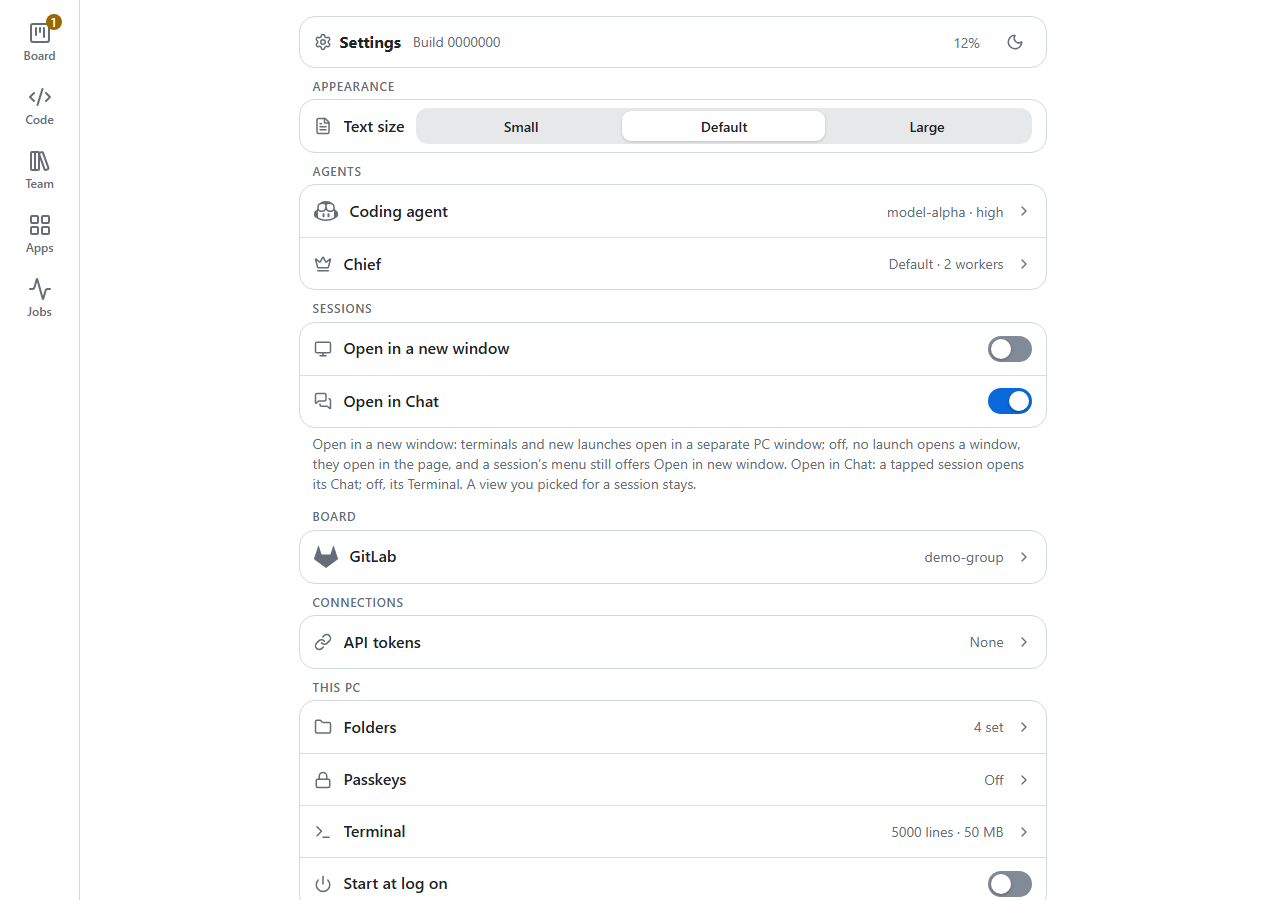 1
Board
Code
Team
Apps
Jobs
Settings Build 0000000 12%
APPEARANCE
Text size Small Default Large
AGENTS
Coding agent model-alpha · high
Chief Default · 2 workers
SESSIONS
Open in a new window
Open in Chat
Open in a new window: terminals and new launches open in a separate PC window; off, no launch opens a window,
they open in the page, and a session's menu still offers Open in new window. Open in Chat: a tapped session opens
its Chat; off, its Terminal. A view you picked for a session stays.
BOARD
GitLab demo-group
CONNECTIONS
API tokens None
THIS PC
Folders 4 set
Passkeys Off
Terminal 5000 lines · 50 MB
Start at log on